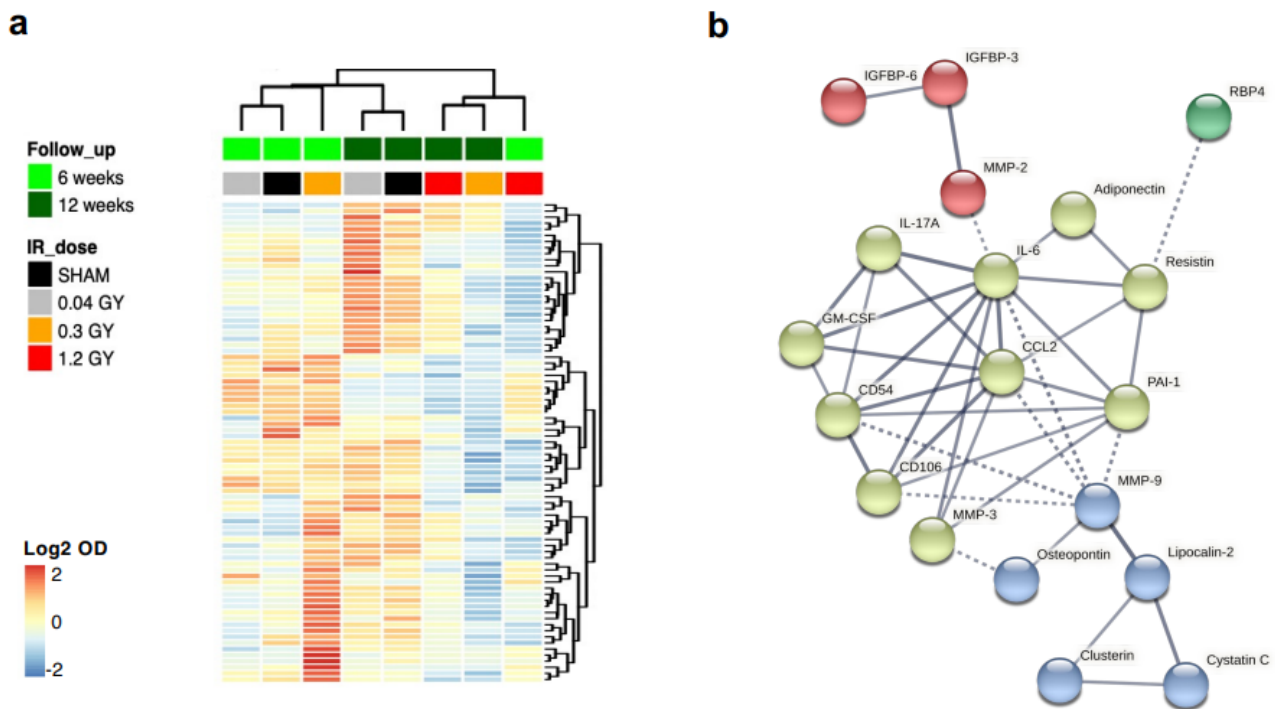 a
Follow_up
6 weeks
12 weeks
IR_dose
SHAM
0.04 GY
0.3 GY
1.2 GY
Log2 OD
2
0
-2
b
IGFBP-3
IGFBP-6
RBP4
MMP-2
Adiponectin
IL-17A
IL-6
Resistin
GM-CSF
CCL2
PAI-1
CD54
CD106
MMP-9
MMP-3
Osteopontin
Lipocalin-2
Clusterin
Cystatin C